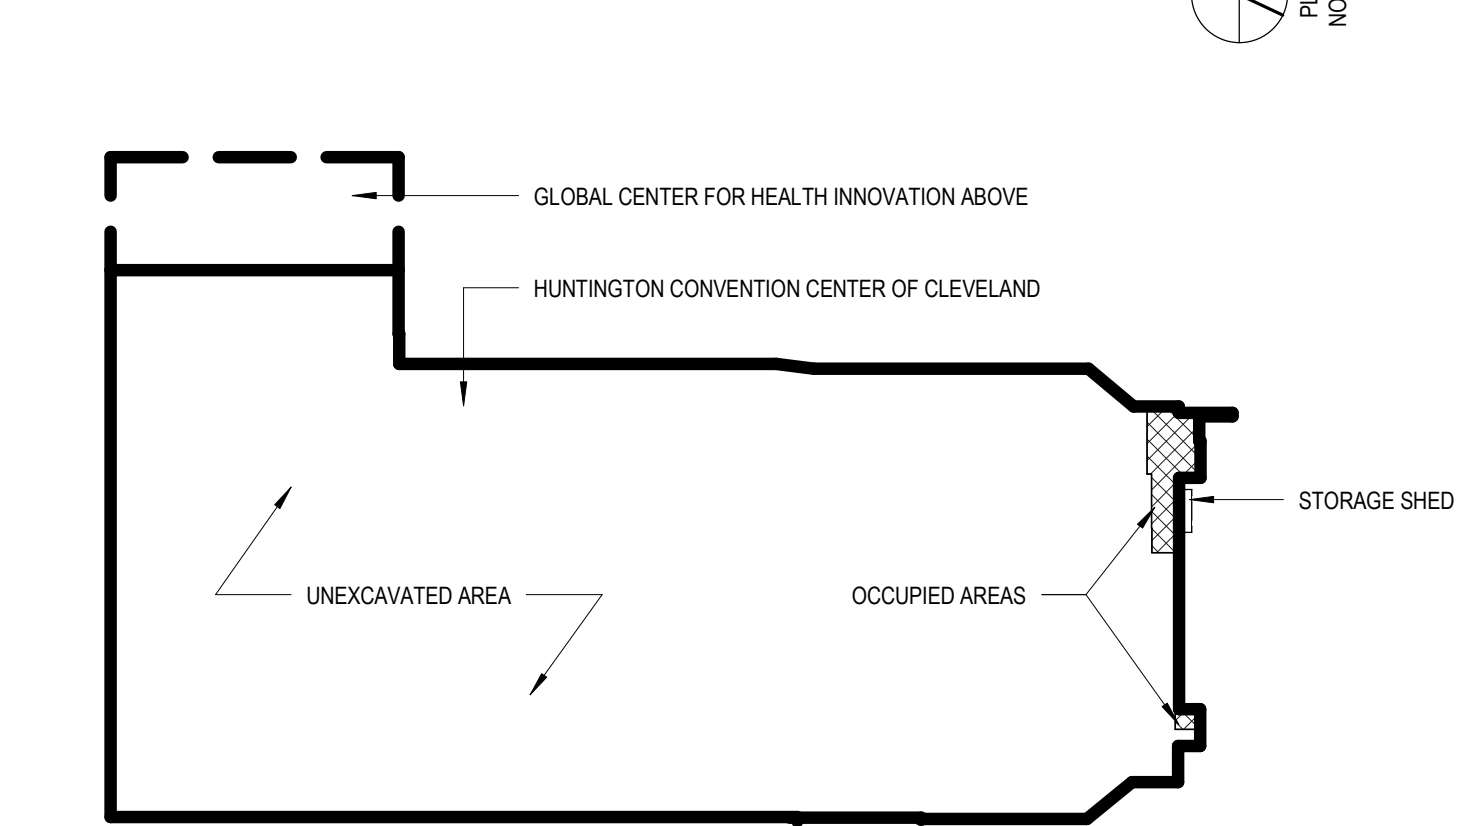 GLOBAL CENTER FOR HEALTH INNOVATION ABOVE
HUNTINGTON CONVENTION CENTER OF CLEVELAND
STORAGE SHED
UNEXCAVATED AREA
OCCUPIED AREAS